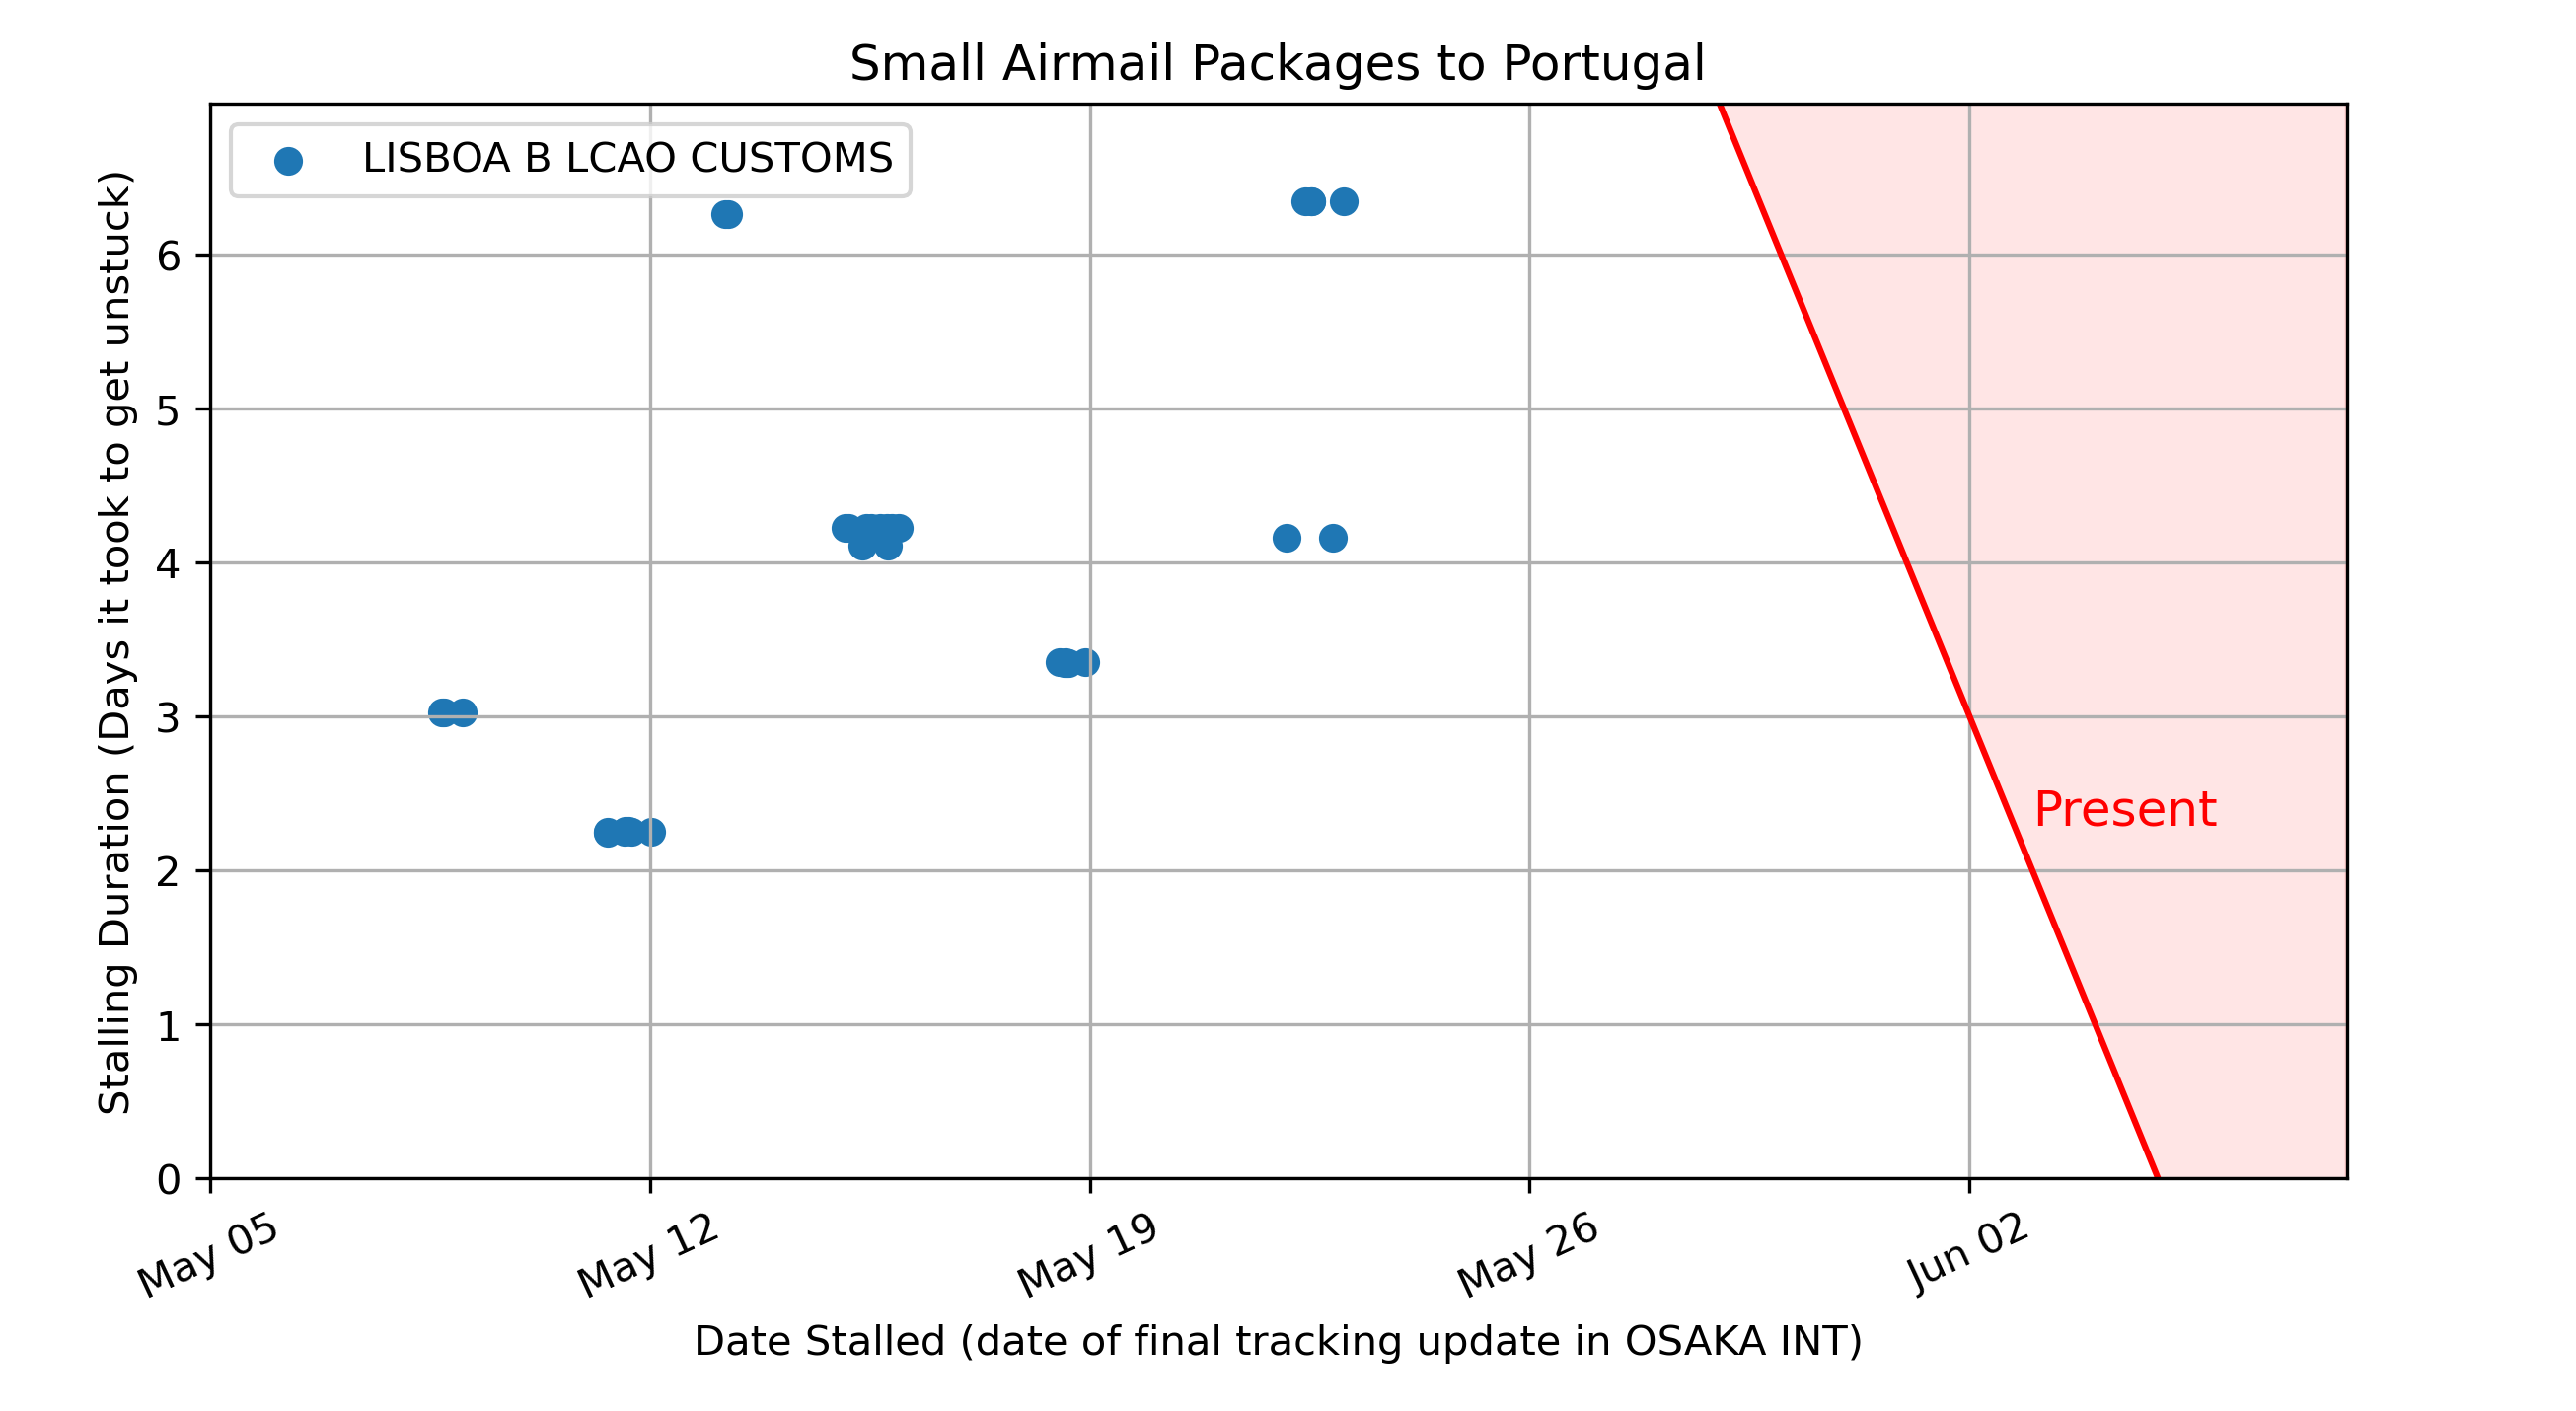 Small Airmail Packages to Portugal
LISBOA B LCAO CUSTOMS
Stalling Duration (Days it took to get unstuck)
6
5
4
3
2
1
0
Present
May 05
May 12
May 19
May 26
Jun 02
Date Stalled (date of final tracking update in OSAKA INT)